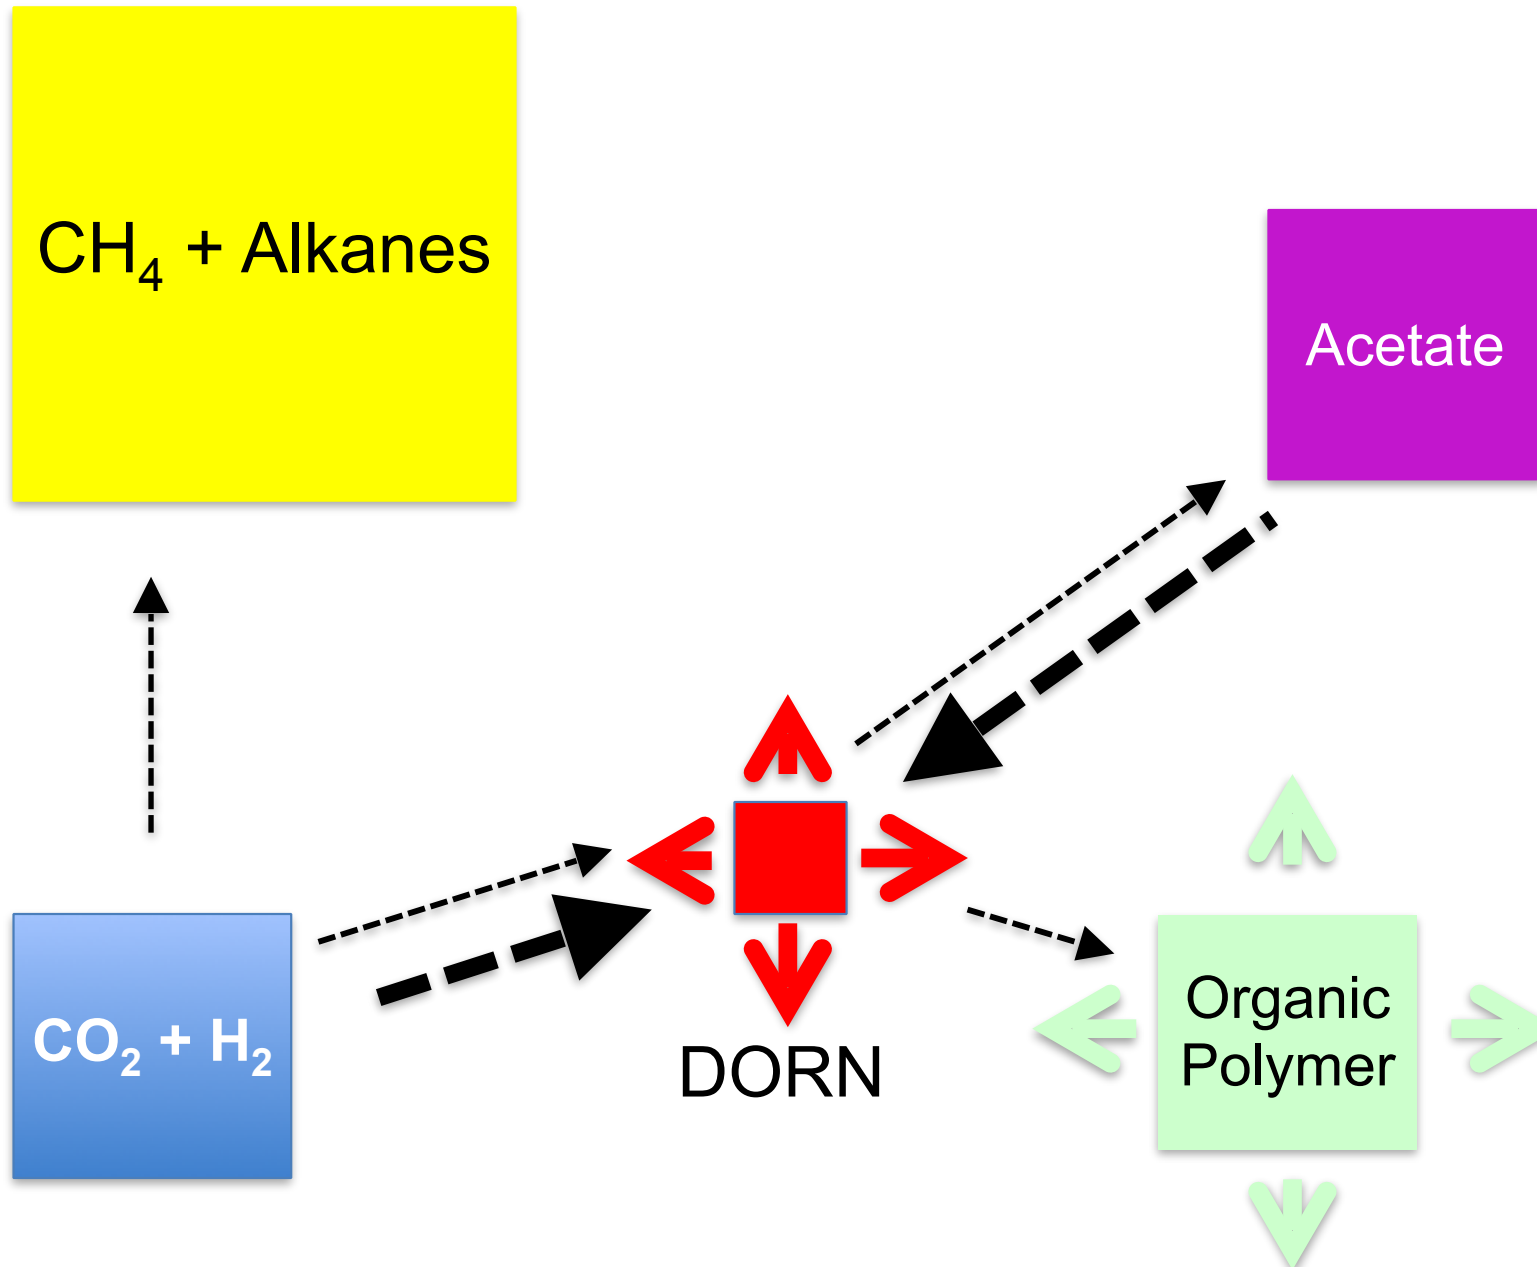 CH₄ + Alkanes
Acetate
CO₂ + H₂
DORN
Organic
Polymer